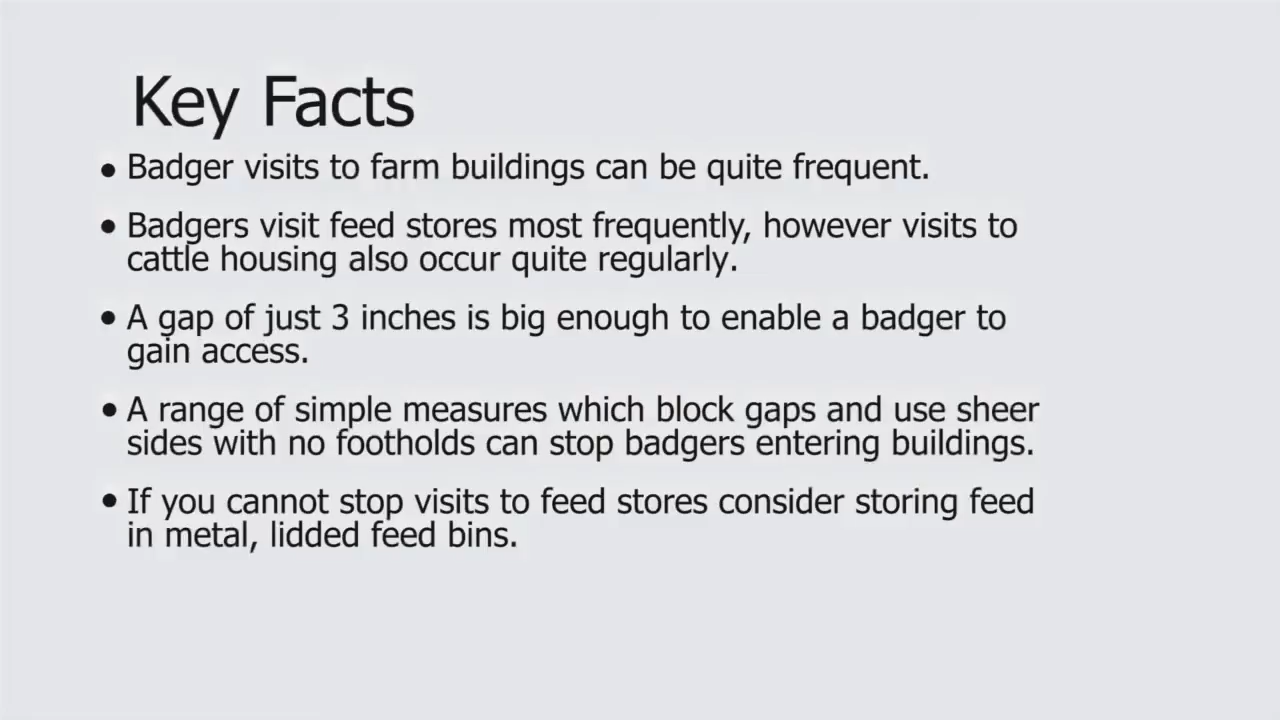 Key Facts
• Badger visits to farm buildings can be quite frequent.
• Badgers visit feed stores most frequently, however visits to
cattle housing also occur quite regularly.
• A gap of just 3 inches is big enough to enable a badger to
gain access.
• A range of simple measures which block gaps and use sheer
sides with no footholds can stop badgers entering buildings.
• If you cannot stop visits to feed stores consider storing feed
in metal, lidded feed bins.